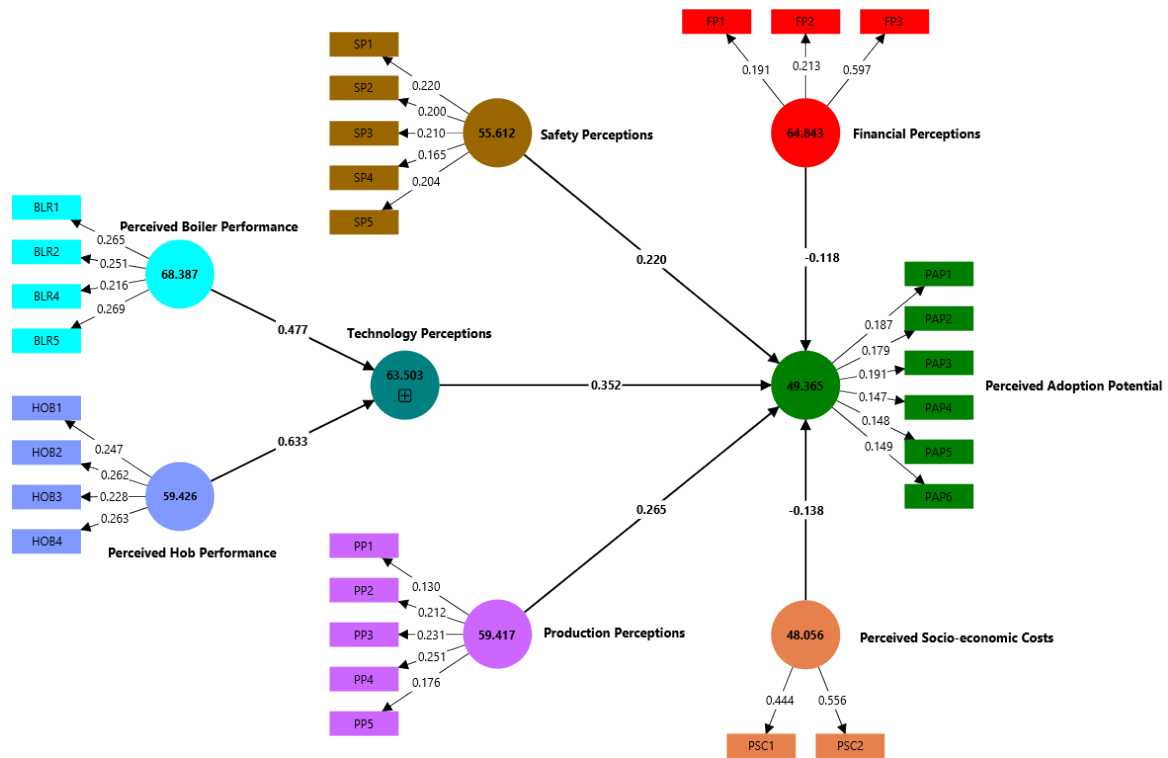 FP1
FP2
FP3
0.191
0.213
0.597
64.843
Financial Perceptions
SP1
SP2
SP3
SP4
SP5
0.220
0.200
0.210
0.165
0.204
55.612
Safety Perceptions
BLR1
BLR2
BLR4
BLR5
0.265
0.251
0.216
0.269
Perceived Boiler Performance
68.387
0.477
0.220
-0.118
Technology Perceptions
63.503
0.352
HOB1
HOB2
HOB3
HOB4
0.247
0.262
0.228
0.263
59.426
Perceived Hob Performance
0.633
PAP1
PAP2
PAP3
PAP4
PAP5
PAP6
0.187
0.179
0.191
0.147
0.148
0.149
49.365
Perceived Adoption Potential
PP1
PP2
PP3
PP4
PP5
0.130
0.212
0.231
0.251
0.176
59.417
Production Perceptions
0.265
-0.138
48.056
Perceived Socio-economic Costs
0.444
0.556
PSC1
PSC2